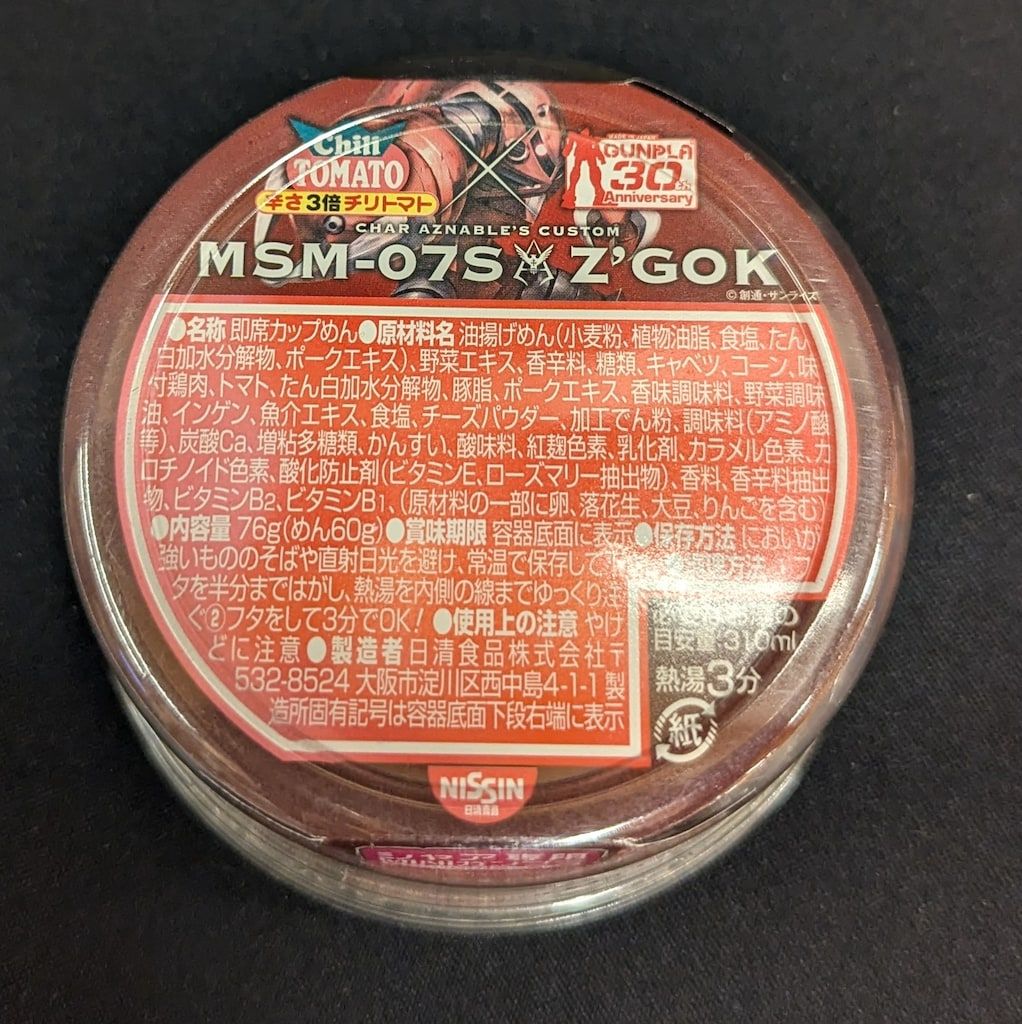 Chili
TOMATO
辛さ3倍チリトマト
MADE IN JAPAN
GUNPLA
30th
Anniversary
CHAR AZNABLE'S CUSTOM
MSM-07S Z'GOK
©創通・サンライズ
●名称 即席カップめん●原材料名 油揚げめん(小麦粉、植物油脂、食塩、たん
白加水分解物、ポークエキス)、野菜エキス、香辛料、糖類、キャベツ、コーン、味
付鶏肉、トマト、たん白加水分解物、豚脂、ポークエキス、香味調味料、野菜調味
油、インゲン、魚介エキス、食塩、チーズパウダー、加工でん粉、調味料(アミノ酸
等)、炭酸Ca、増粘多糖類、かんすい、酸味料、紅麹色素、乳化剤、カラメル色素、カ
ロチノイド色素、酸化防止剤(ビタミンE、ローズマリー抽出物)、香料、香辛料抽出
物、ビタミンB2、ビタミンB1、(原材料の一部に卵、落花生、大豆、りんごを含む)
●内容量 76g(めん60g)●賞味期限 容器底面に表示●保存方法 においが
強いもののそばや直射日光を避け、常温で保存して 方法
タを半分まではがし、熱湯を内側の線までゆっくり注
ぐ②フタをして3分でOK! ●使用上の注意 やけ
どに注意 ●製造者 日清食品株式会社〒
532-8524 大阪市淀川区西中島4-1-1 製
造所固有記号は容器底面下段右端に表示
目安量 310ml
熱湯3分
紙
NISSIN
日清食品